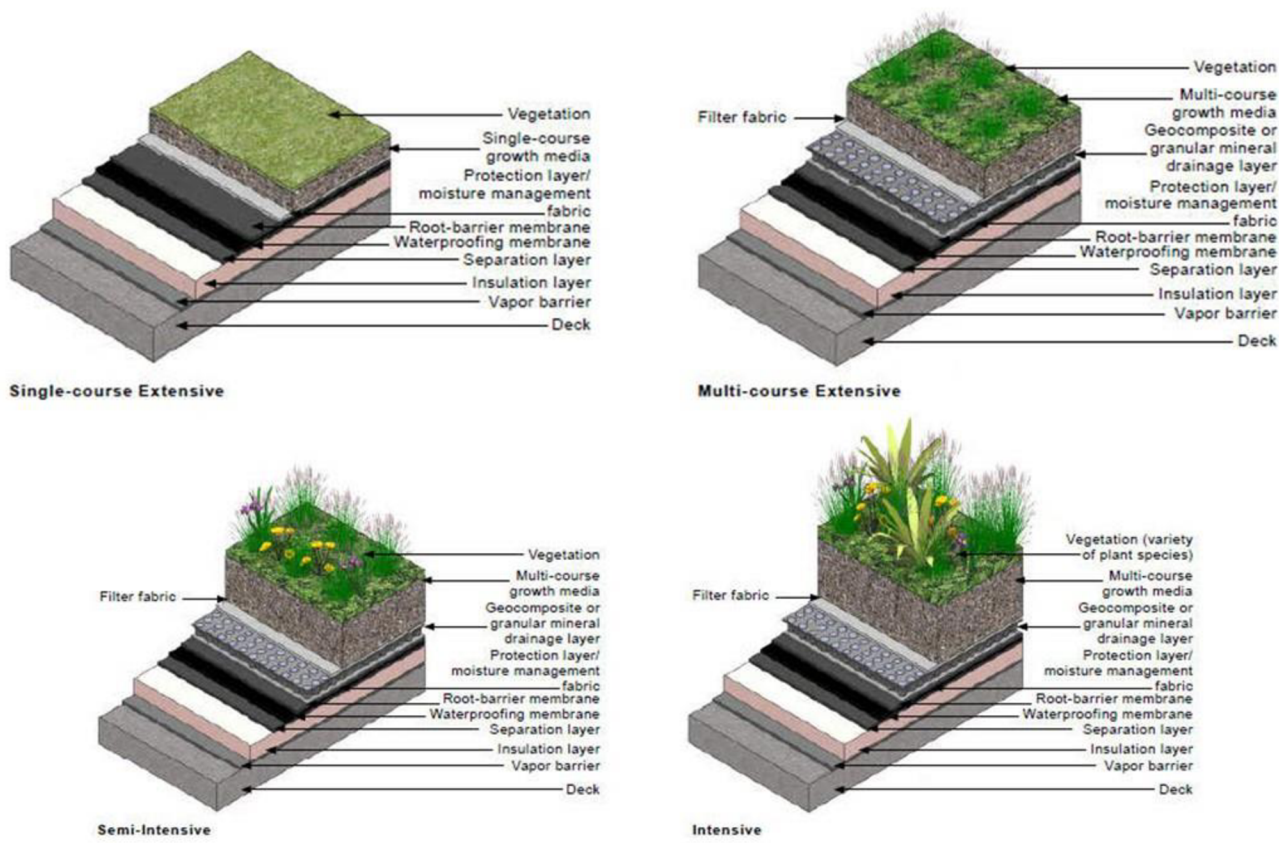 Vegetation
Single-course
growth media
Protection layer/
moisture management
fabric
Root-barrier membrane
Waterproofing membrane
Separation layer
Insulation layer
Vapor barrier
Deck
Single-course Extensive
Filter fabric
Vegetation
Multi-course
growth media
Geocomposite or
granular mineral
drainage layer
Protection layer/
moisture management
fabric
Root-barrier membrane
Waterproofing membrane
Separation layer
Insulation layer
Vapor barrier
Deck
Multi-course Extensive
Filter fabric
Vegetation
Multi-course
growth media
Geocomposite or
granular mineral
drainage layer
Protection layer/
moisture management
fabric
Root-barrier membrane
Waterproofing membrane
Separation layer
Insulation layer
Vapor barrier
Deck
Semi-Intensive
Filter fabric
Vegetation (variety
of plant species)
Multi-course
growth media
Geocomposite or
granular mineral
drainage layer
Protection layer/
moisture management
fabric
Root-barrier membrane
Waterproofing membrane
Separation layer
Insulation layer
Vapor barrier
Deck
Intensive